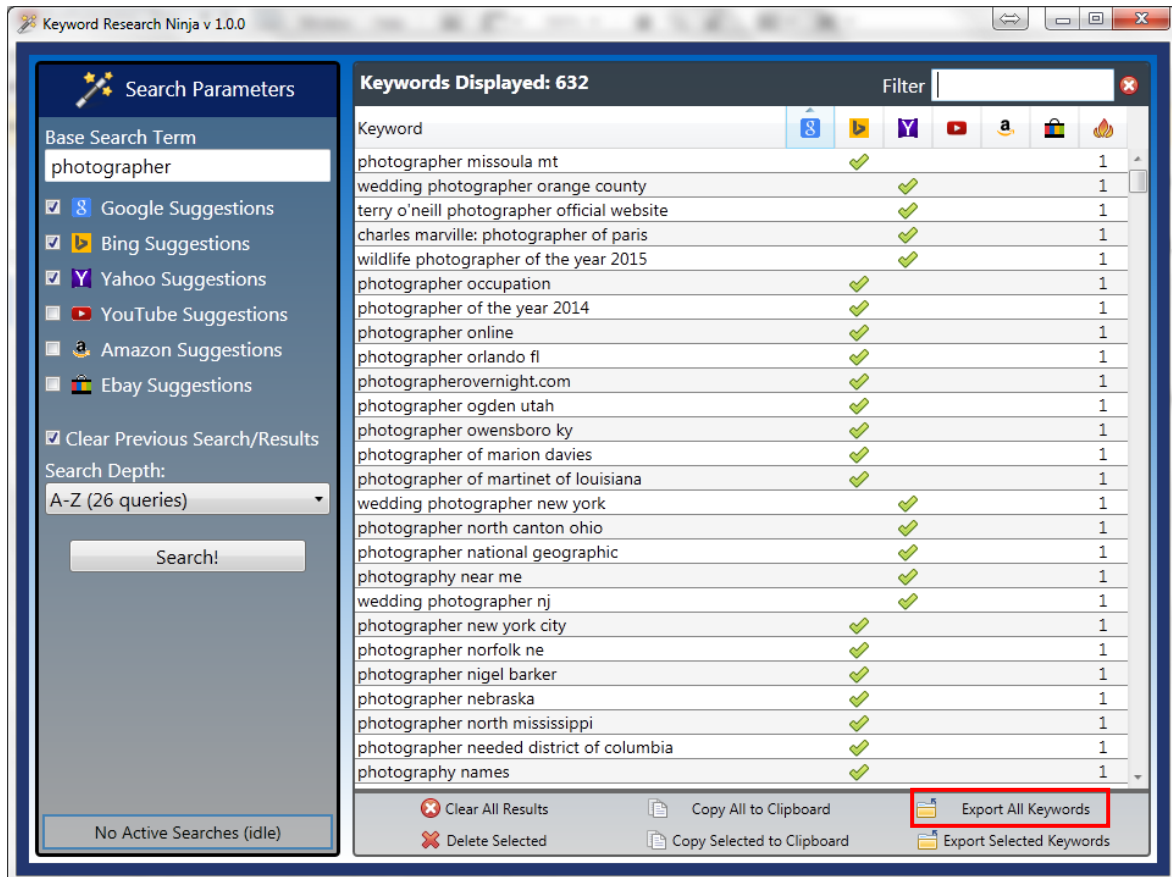 Keyword Research Ninja v 1.0.0
Search Parameters
Base Search Term
photographer
Google Suggestions
Bing Suggestions
Yahoo Suggestions
YouTube Suggestions
Amazon Suggestions
Ebay Suggestions
Clear Previous Search/Results
Search Depth:
A-Z (26 queries)
Search!
No Active Searches (idle)
Keywords Displayed: 632 Filter
Keyword
photographer missoula mt 1
wedding photographer orange county 1
terry o'neill photographer official website 1
charles marville: photographer of paris 1
wildlife photographer of the year 2015 1
photographer occupation 1
photographer of the year 2014 1
photographer online 1
photographer orlando fl 1
photographerovernight.com 1
photographer ogden utah 1
photographer owensboro ky 1
photographer of marion davies 1
photographer of martinet of louisiana 1
wedding photographer new york 1
photographer north canton ohio 1
photographer national geographic 1
photography near me 1
wedding photographer nj 1
photographer new york city 1
photographer norfolk ne 1
photographer nigel barker 1
photographer nebraska 1
photographer north mississippi 1
photographer needed district of columbia 1
photography names 1
Clear All Results Copy All to Clipboard Export All Keywords
Delete Selected Copy Selected to Clipboard Export Selected Keywords